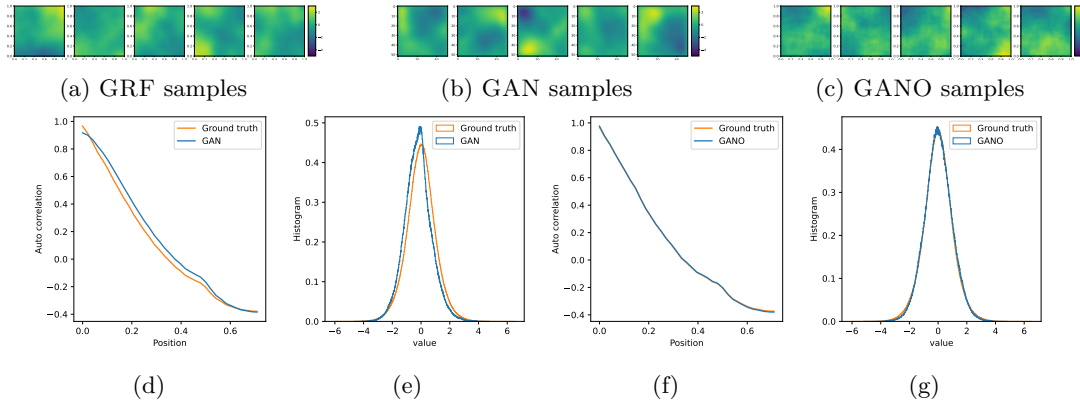 (a) GRF samples
(b) GAN samples
(c) GANO samples
Ground truth
GAN
Auto correlation
1.0
0.8
0.6
0.4
0.2
0.0
−0.2
−0.4
0.0 0.2 0.4 0.6
Position
(d)
Ground truth
GAN
Histogram
0.5
0.4
0.3
0.2
0.1
0.0
−6 −4 −2 0 2 4 6
value
(e)
Ground truth
GANO
Auto correlation
1.0
0.8
0.6
0.4
0.2
0.0
−0.2
−0.4
0.0 0.2 0.4 0.6
Position
(f)
Ground truth
GANO
Histogram
0.4
0.3
0.2
0.1
0.0
−6 −4 −2 0 2 4 6
value
(g)